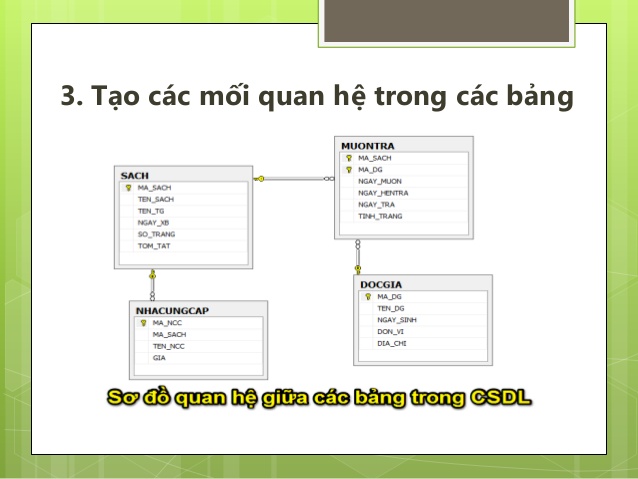 3. Tạo các mối quan hệ trong các bảng
MUONTRA
MA_SACH
MA_DG
NGAY_MUON
NGAY_HENTRA
NGAY_TRA
TINH_TRANG
SACH
MA_SACH
TEN_SACH
TEN_TG
NGAY_XB
SO_TRANG
TOM_TAT
DOCGIA
MA_DG
TEN_DG
NGAY_SINH
DON_VI
DIA_CHI
NHACUNGCAP
MA_NCC
MA_SACH
TEN_NCC
GIA
Sơ đồ quan hệ giữa các bảng trong CSDL